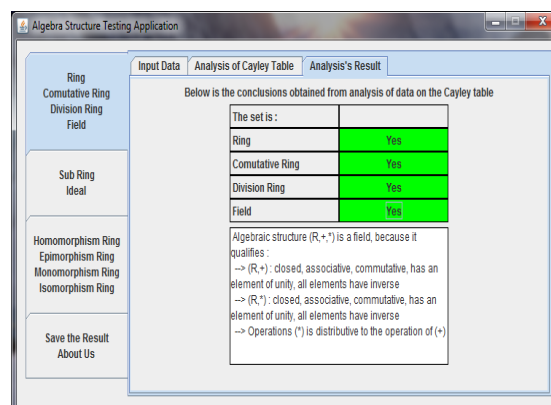 Algebra Structure Testing Application
Ring
Comutative Ring
Division Ring
Field
Sub Ring
Ideal
Homomorphism Ring
Epimorphism Ring
Monomorphism Ring
Isomorphism Ring
Save the Result
About Us
Input Data Analysis of Cayley Table Analysis's Result
Below is the conclusions obtained from analysis of data on the Cayley table
The set is :
Ring Yes
Comutative Ring Yes
Division Ring Yes
Field Yes
Algebraic structure (R,+,*) is a field, because it
qualifies :
--> (R,+) : closed, associative, commutative, has an
element of unity, all elements have inverse
--> (R,*) : closed, associative, commutative, has an
element of unity, all elements have inverse
--> Operations (*) is distributive to the operation of (+)